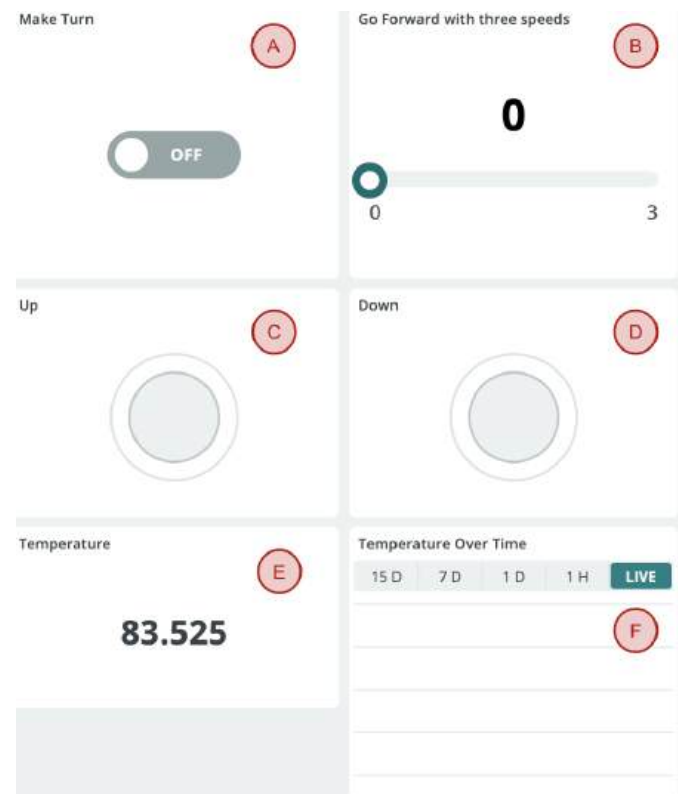 Make Turn
A
OFF
Go Forward with three speeds
B
0
0
3
Up
C
Down
D
Temperature
E
83.525
Temperature Over Time
15 D 7 D 1 D 1 H LIVE
F